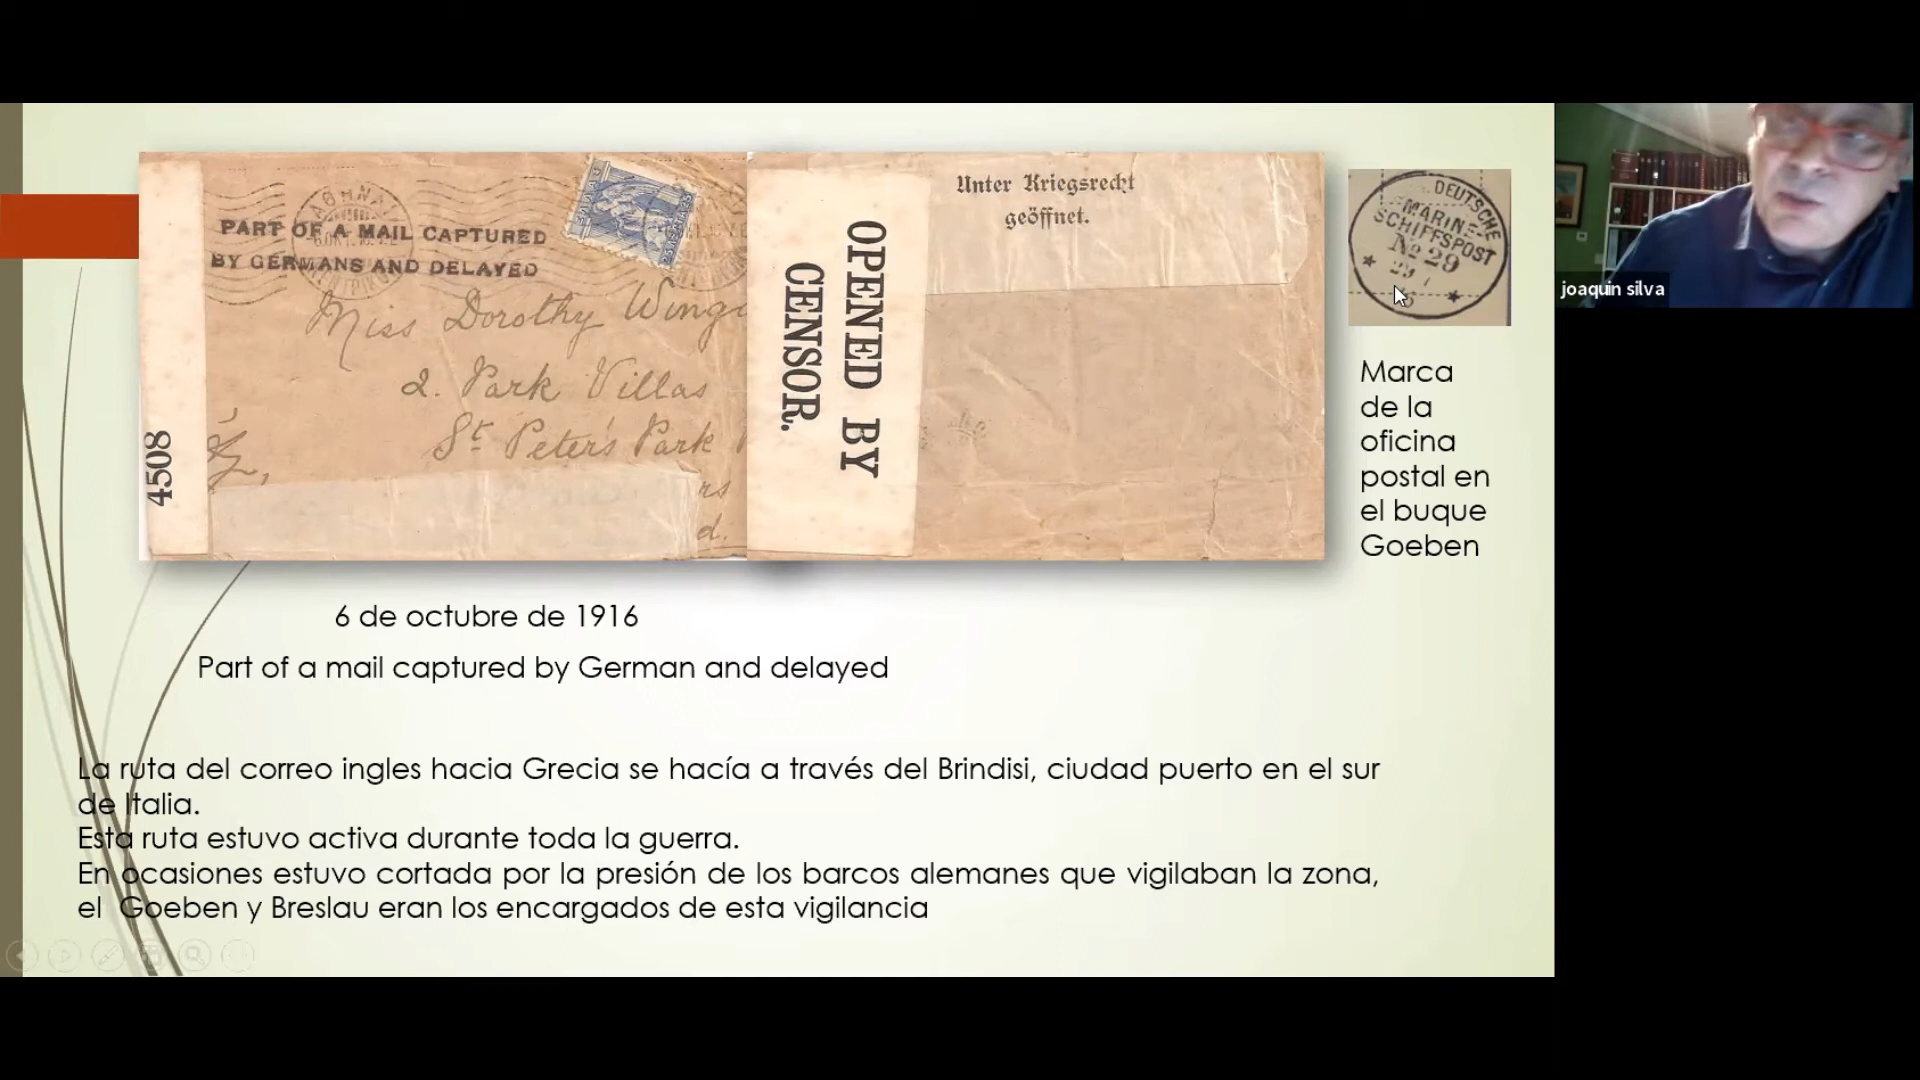 ΑΘΗΝΑΙ
PART OF A MAIL CAPTURED
BY GERMANS AND DELAYED
Miss Dorothy
2. Park Villas
St Peter's Park
rs
d.
4508
OPENED BY
CENSOR.
Unter Kriegsrecht
geöffnet.
DEUTSCHE
MARINE-
SCHIFFSPOST
No 29
Marca
de la
oficina
postal en
el buque
Goeben
joaquin silva
6 de octubre de 1916
Part of a mail captured by German and delayed
La ruta del correo ingles hacia Grecia se hacía a través del Brindisi, ciudad puerto en el sur
de Italia.
Esta ruta estuvo activa durante toda la guerra.
En ocasiones estuvo cortada por la presión de los barcos alemanes que vigilaban la zona,
el Goeben y Breslau eran los encargados de esta vigilancia